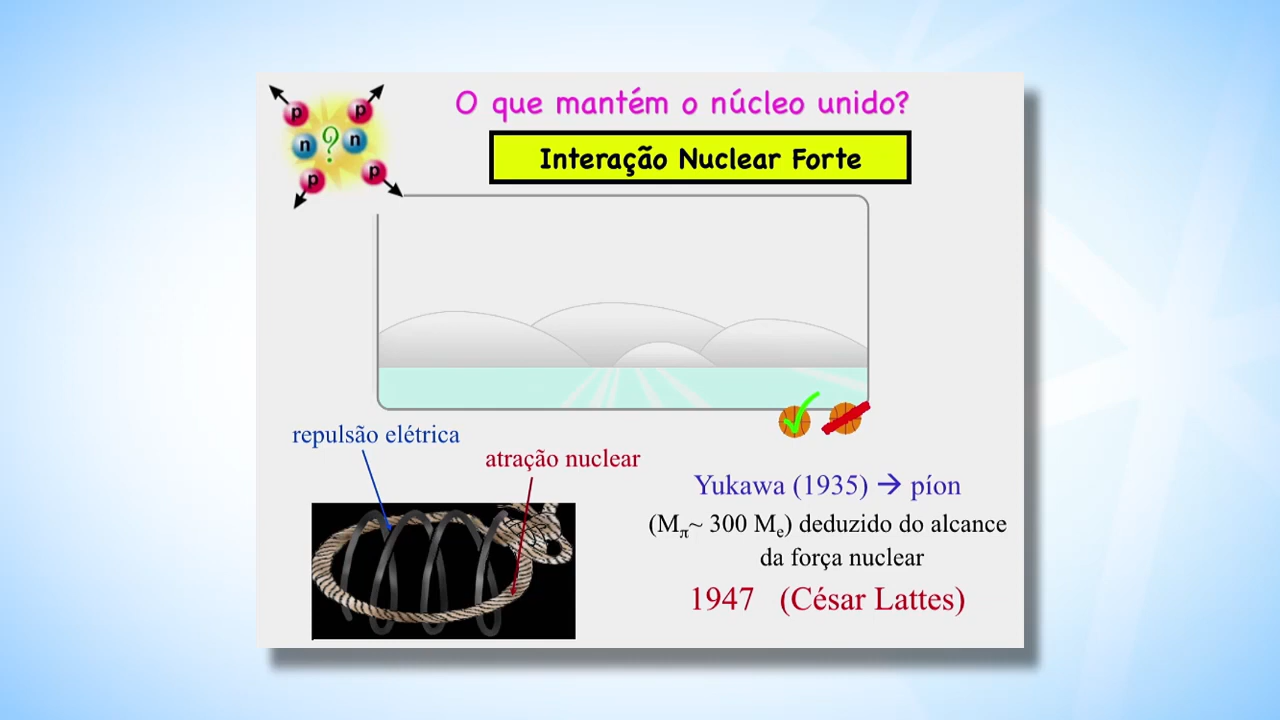 O que mantém o núcleo unido?
Interação Nuclear Forte
p p
n ? n
p p
repulsão elétrica
atração nuclear
Yukawa (1935) → píon
(Mπ~ 300 Me) deduzido do alcance
da força nuclear
1947 (César Lattes)